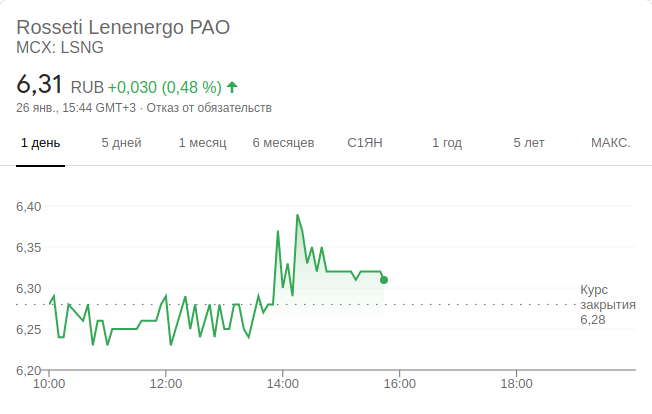 Rosseti Lenenergo PAO
MCX: LSNG
6,31 RUB +0,030 (0,48 %)
26 янв., 15:44 GMT+3 · Отказ от обязательств
1 день 5 дней 1 месяц 6 месяцев С1ЯН 1 год 5 лет МАКС.
6,40
6,35
6,30
6,25
6,20
Курс
закрытия
6,28
10:00 12:00 14:00 16:00 18:00